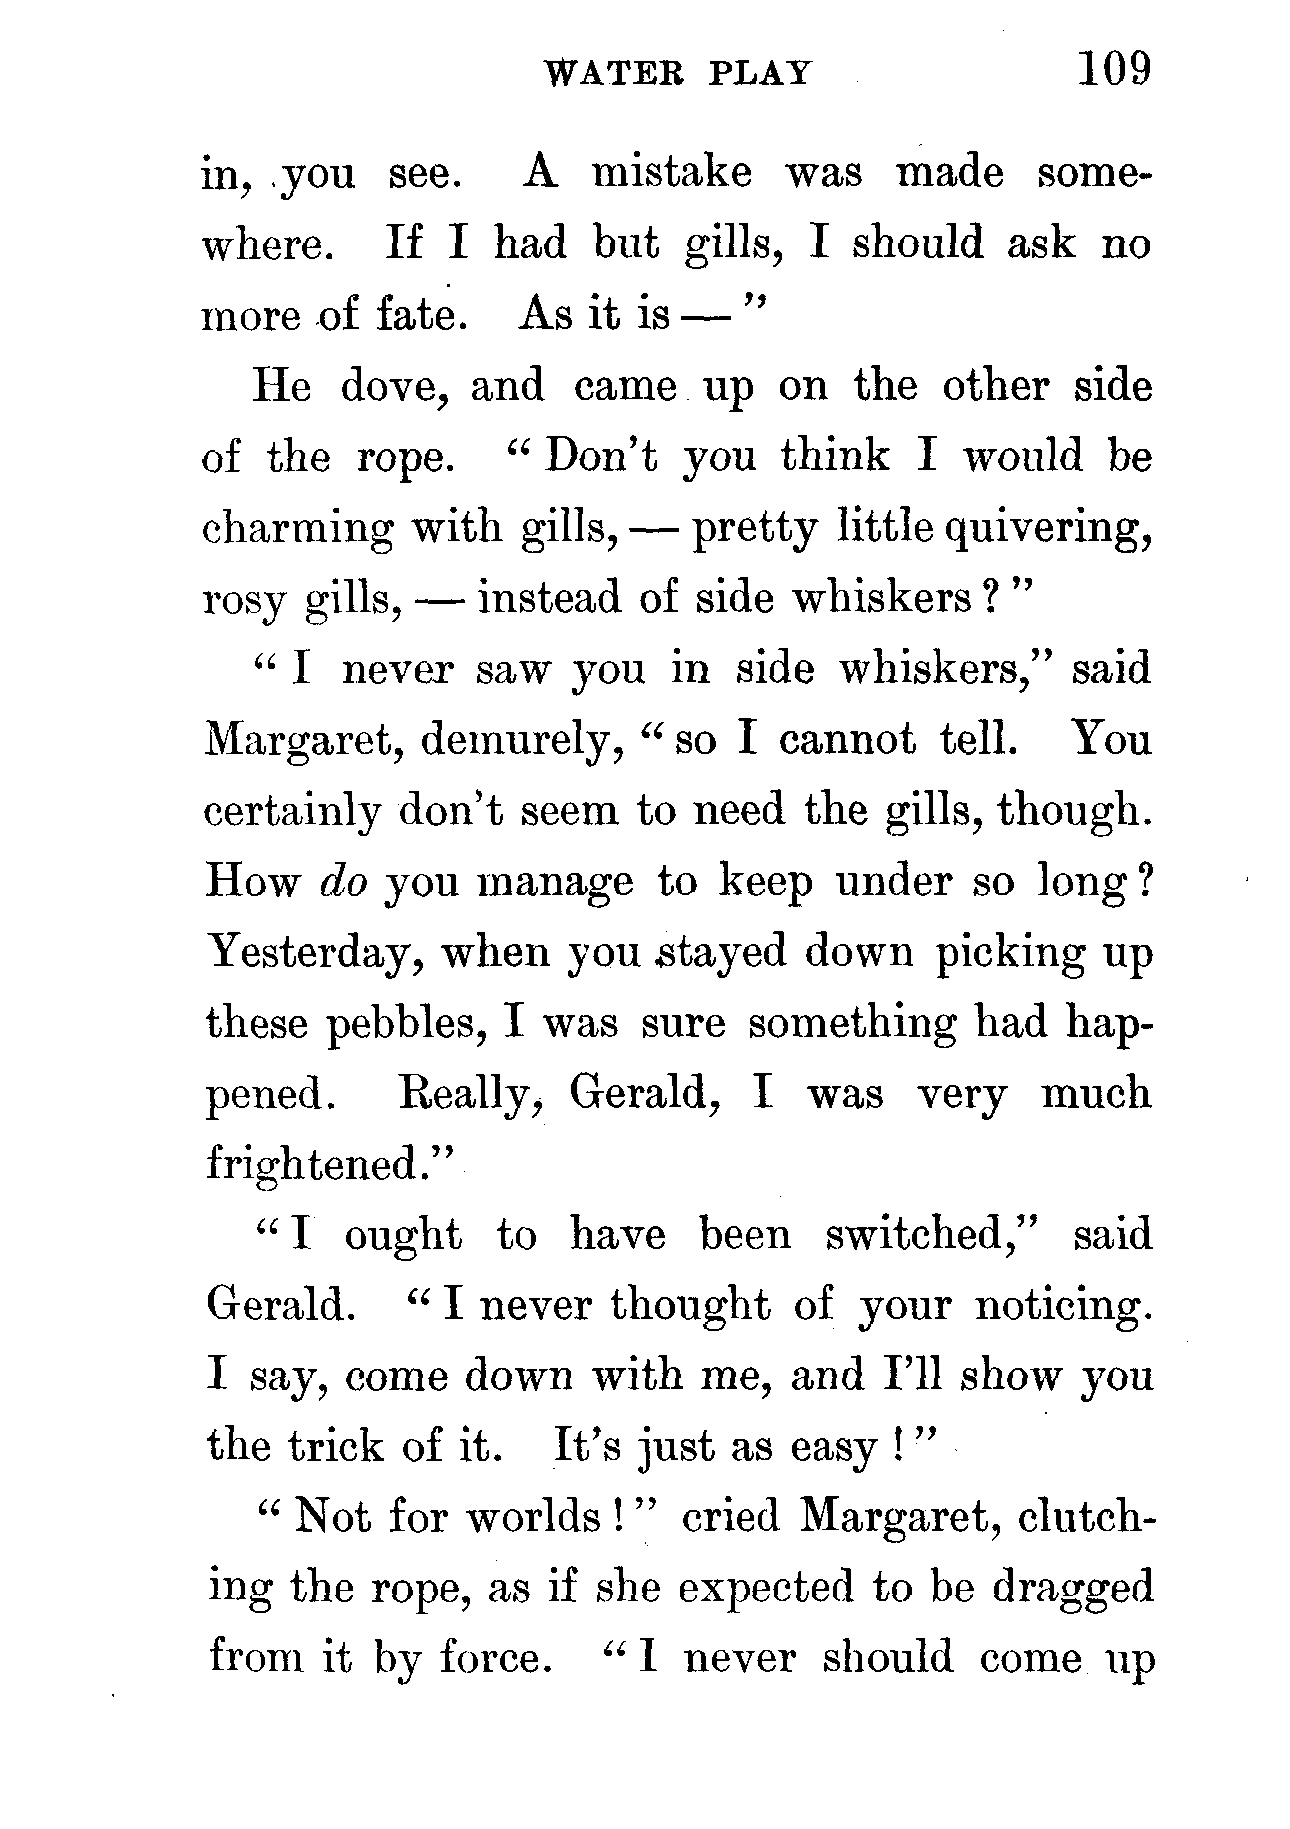 WATER PLAY 109
in, you see. A mistake was made some-
where. If I had but gills, I should ask no
more of fate. As it is — "
He dove, and came up on the other side
of the rope. " Don't you think I would be
charming with gills, — pretty little quivering,
rosy gills, — instead of side whiskers ? "
" I never saw you in side whiskers," said
Margaret, demurely, " so I cannot tell. You
certainly don't seem to need the gills, though.
How do you manage to keep under so long ?
Yesterday, when you stayed down picking up
these pebbles, I was sure something had hap-
pened. Really, Gerald, I was very much
frightened."
" I ought to have been switched," said
Gerald. " I never thought of your noticing.
I say, come down with me, and I'll show you
the trick of it. It's just as easy ! "
" Not for worlds ! " cried Margaret, clutch-
ing the rope, as if she expected to be dragged
from it by force. " I never should come up